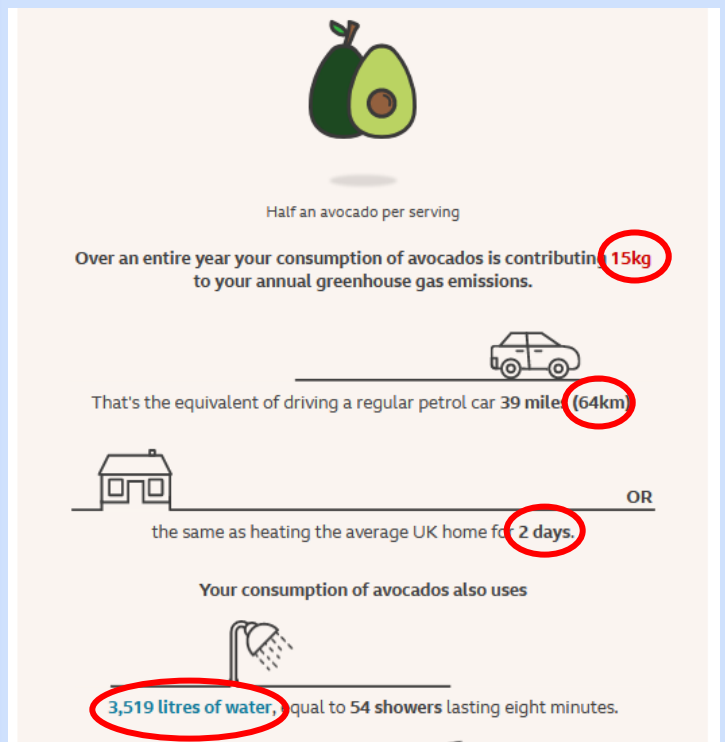 Half an avocado per serving
Over an entire year your consumption of avocados is contributing 15kg
to your annual greenhouse gas emissions.
That's the equivalent of driving a regular petrol car 39 miles (64km)
OR
the same as heating the average UK home for 2 days.
Your consumption of avocados also uses
3,519 litres of water, equal to 54 showers lasting eight minutes.